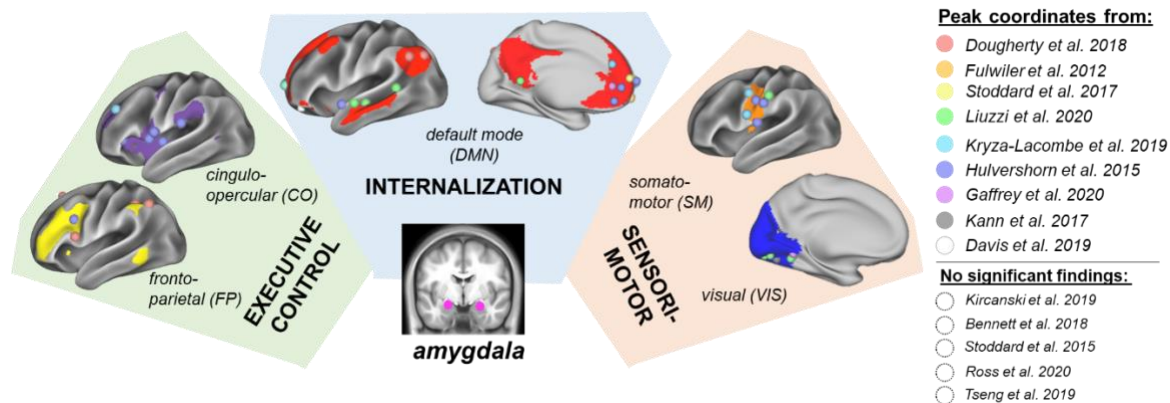 cingulo-
opercular (CO)
fronto-
parietal (FP)
EXECUTIVE
CONTROL
default mode
(DMN)
INTERNALIZATION
amygdala
somato-
motor (SM)
SENSORI-
MOTOR
visual (VIS)
Peak coordinates from:
Dougherty et al. 2018
Fulwiler et al. 2012
Stoddard et al. 2017
Liuzzi et al. 2020
Kryza-Lacombe et al. 2019
Hulvershorn et al. 2015
Gaffrey et al. 2020
Kann et al. 2017
Davis et al. 2019
No significant findings:
Kircanski et al. 2019
Bennett et al. 2018
Stoddard et al. 2015
Ross et al. 2020
Tseng et al. 2019